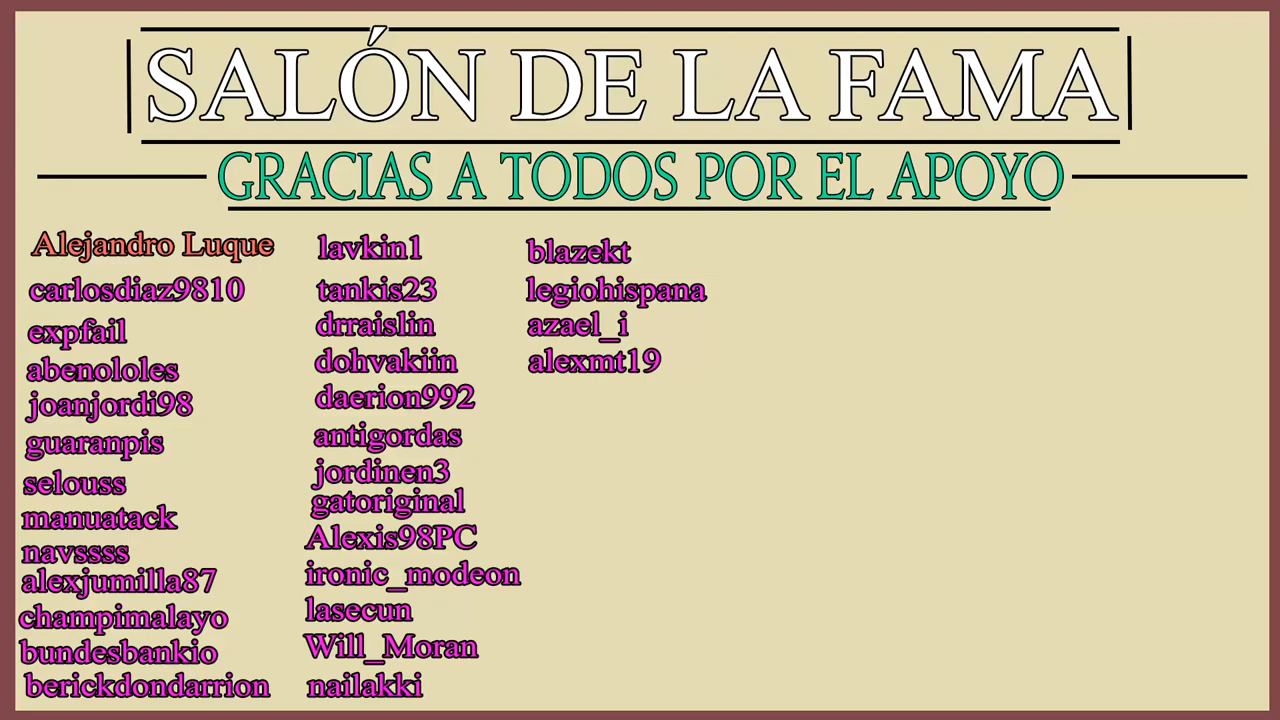 SALÓN DE LA FAMA
GRACIAS A TODOS POR EL APOYO
Alejandro Luque
carlosdiaz9810
expfail
abenololes
joanjordi98
guaranpis
selouss
manuatack
navssss
alexjumilla87
champimalayo
bundesbankio
berickdondarrion
lavkin1
tankis23
drraislin
dohvakiin
daerion992
antigordas
jordinen3
gatoriginal
Alexis98PC
ironic_modeon
lasecun
Will_Moran
nailakki
blazekt
legiohispana
azael_i
alexmt19